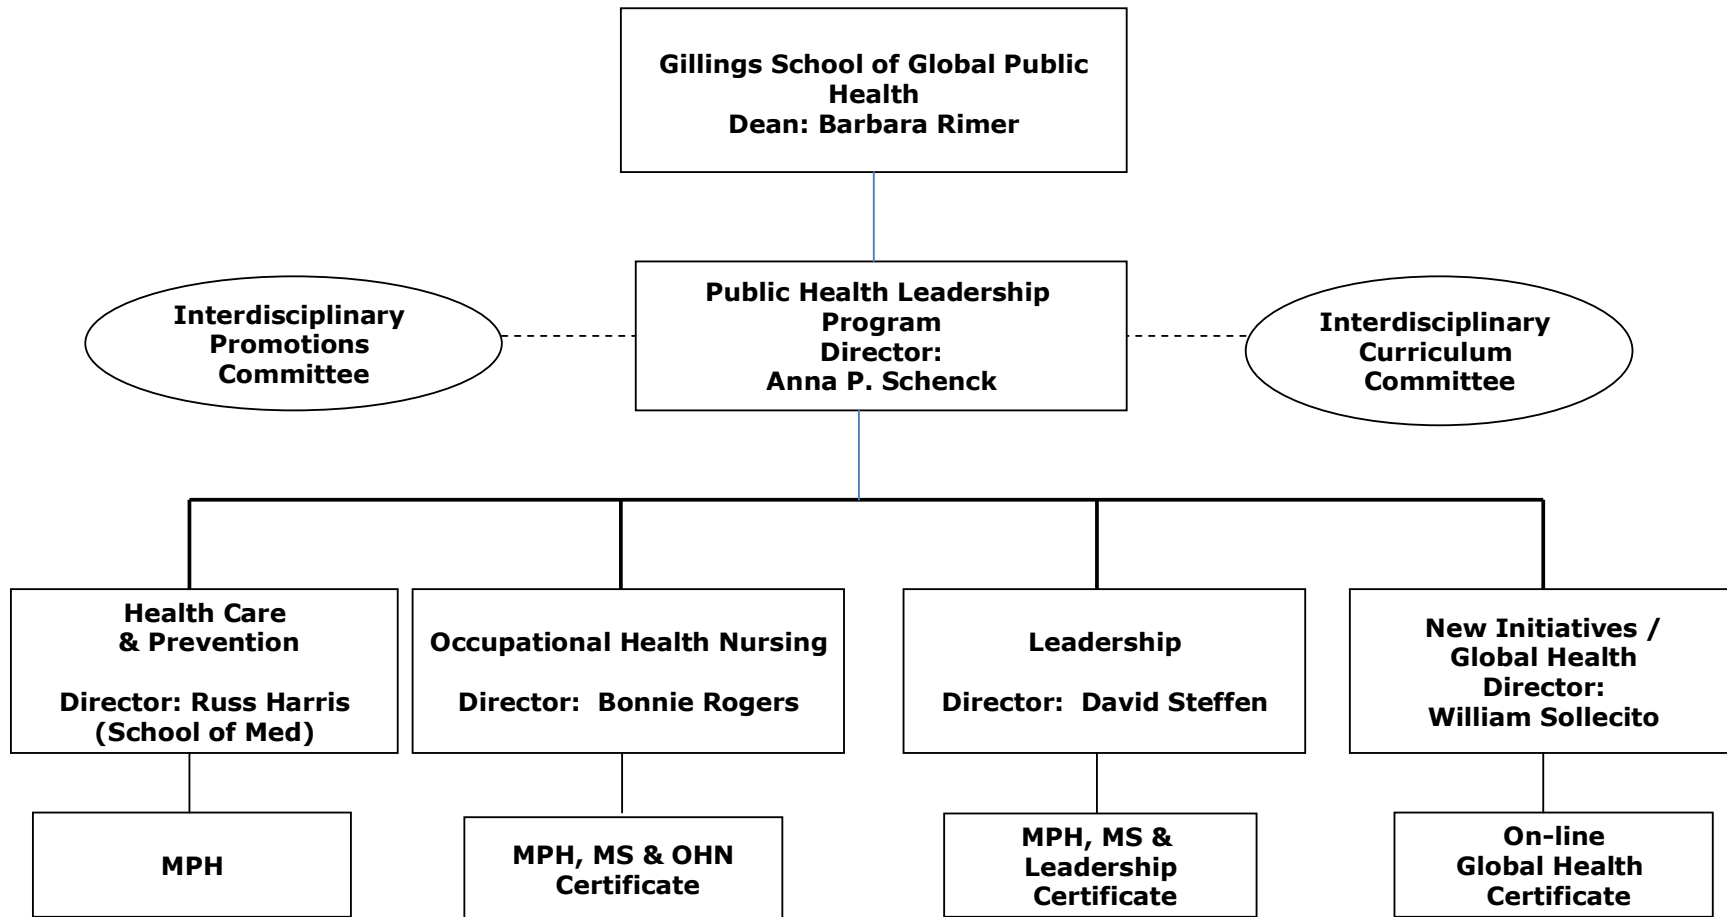 Gillings School of Global Public
Health
Dean: Barbara Rimer
Interdisciplinary
Promotions
Committee
Public Health Leadership
Program
Director:
Anna P. Schenck
Interdisciplinary
Curriculum
Committee
Health Care
& Prevention
Director: Russ Harris
(School of Med)
Occupational Health Nursing
Director: Bonnie Rogers
Leadership
Director: David Steffen
New Initiatives /
Global Health
Director:
William Sollecito
MPH
MPH, MS & OHN
Certificate
MPH, MS &
Leadership
Certificate
On-line
Global Health
Certificate